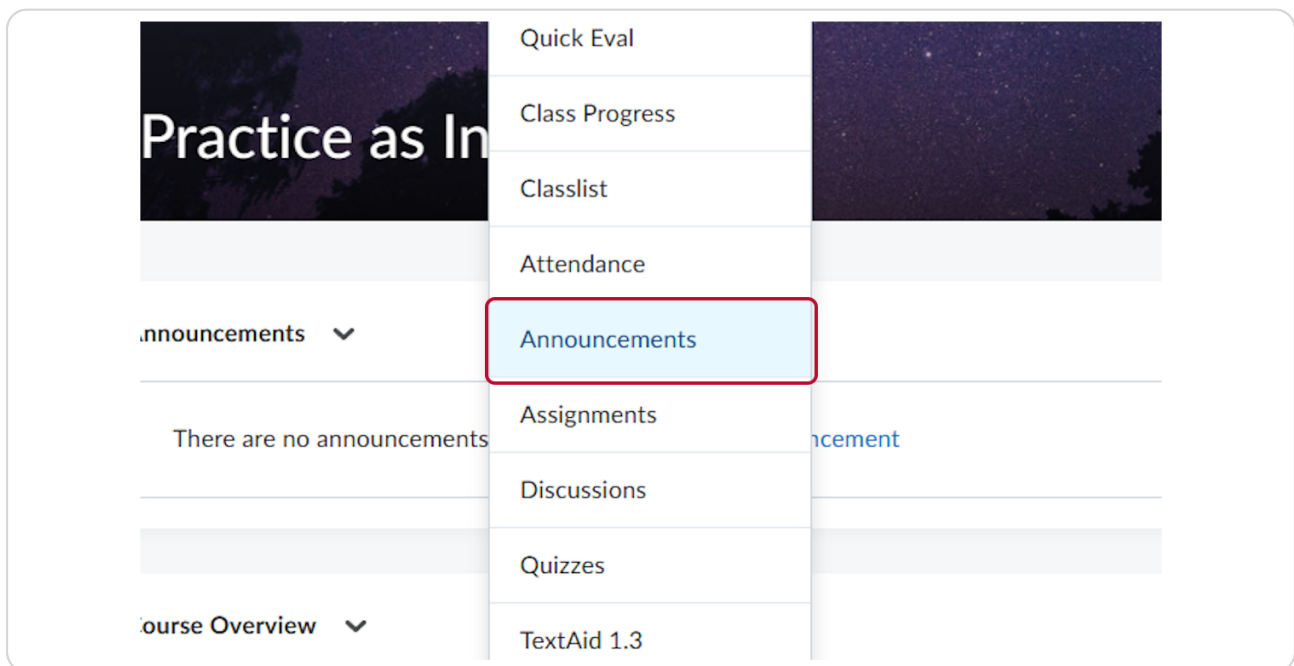 Quick Eval
Practice as In
Class Progress
Classlist
Attendance
nnouncements
Announcements
Assignments
There are no announcements
ncement
Discussions
Quizzes
ourse Overview
TextAid 1.3